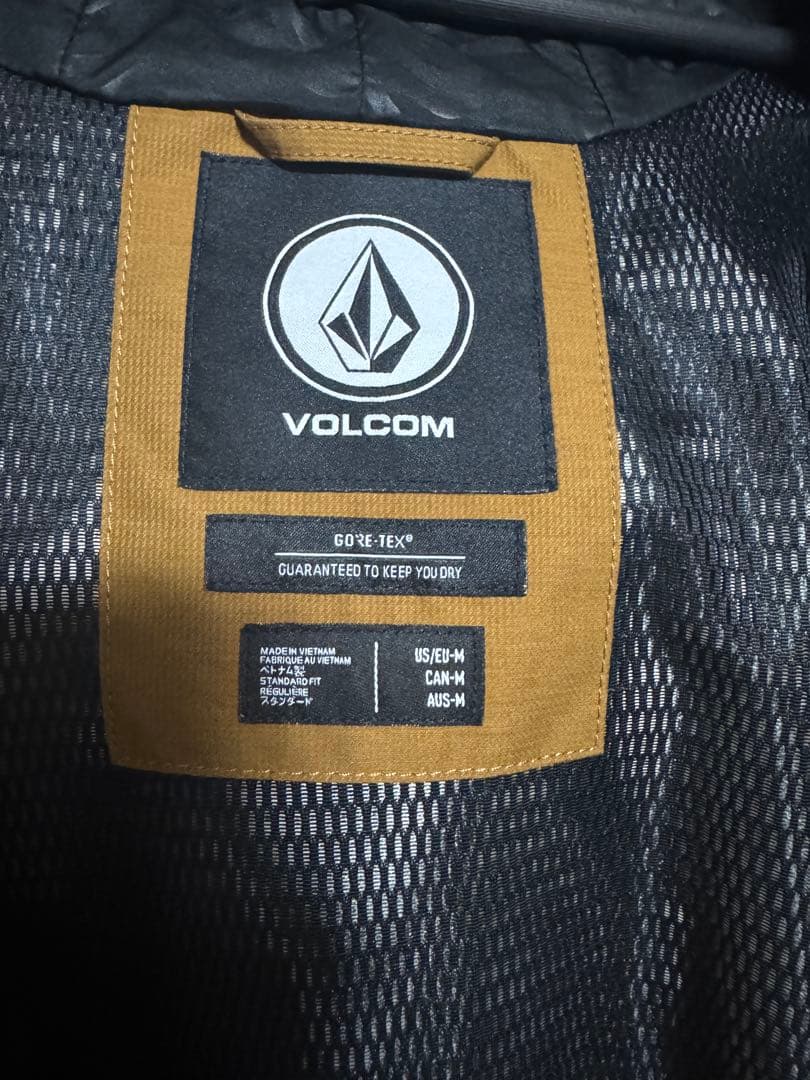 VOLCOM
GORE-TEX®
GUARANTEED TO KEEP YOU DRY
MADE IN VIETNAM
FABRIQUE AU VIETNAM
ベトナム製
STANDARD FIT
RÉGULIÈRE
スタンダード
US/EU-M
CAN-M
AUS-M